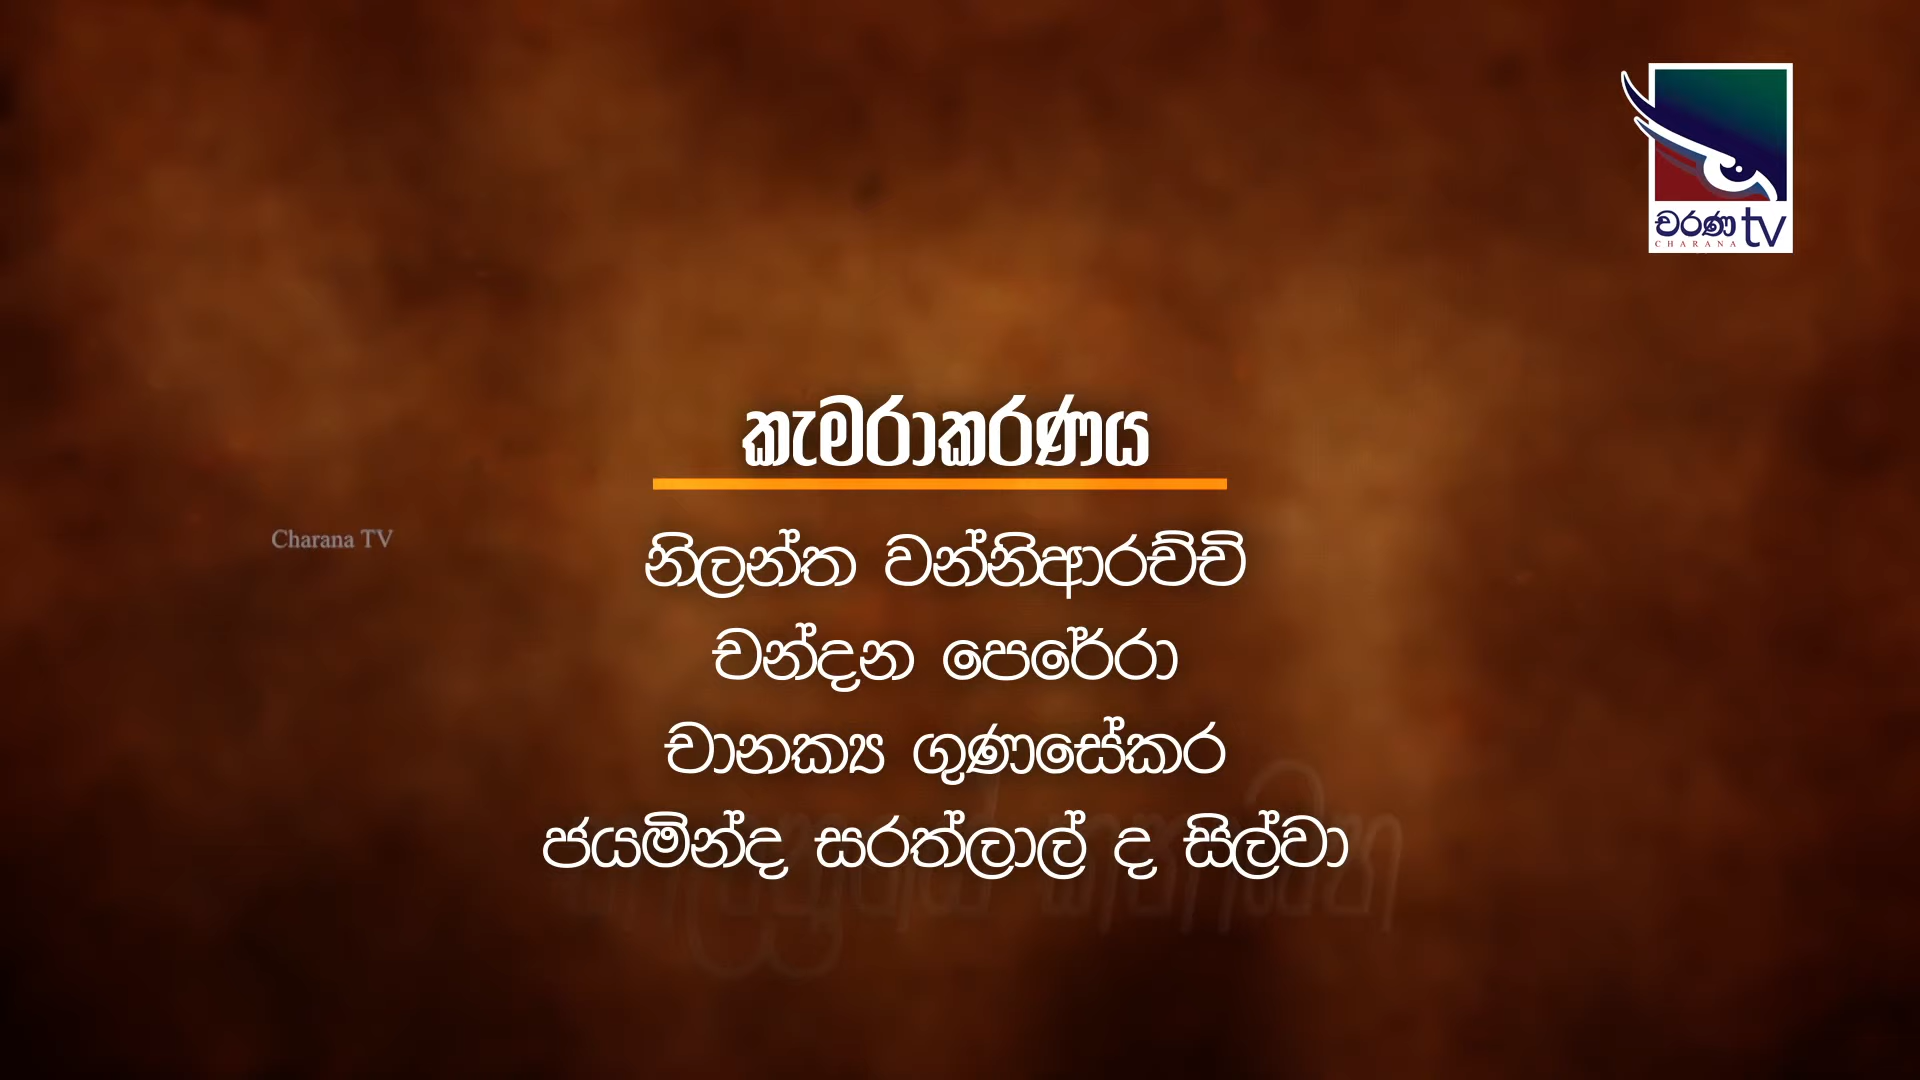 චරණ tv
CHARANA
කැමරාකරණය
Charana TV
නිලන්ත වන්නිආරච්චි
චන්දන පෙරේරා
චානක්‍ය ගුණසේකර
ජයමින්ද සරත්ලාල් ද සිල්වා